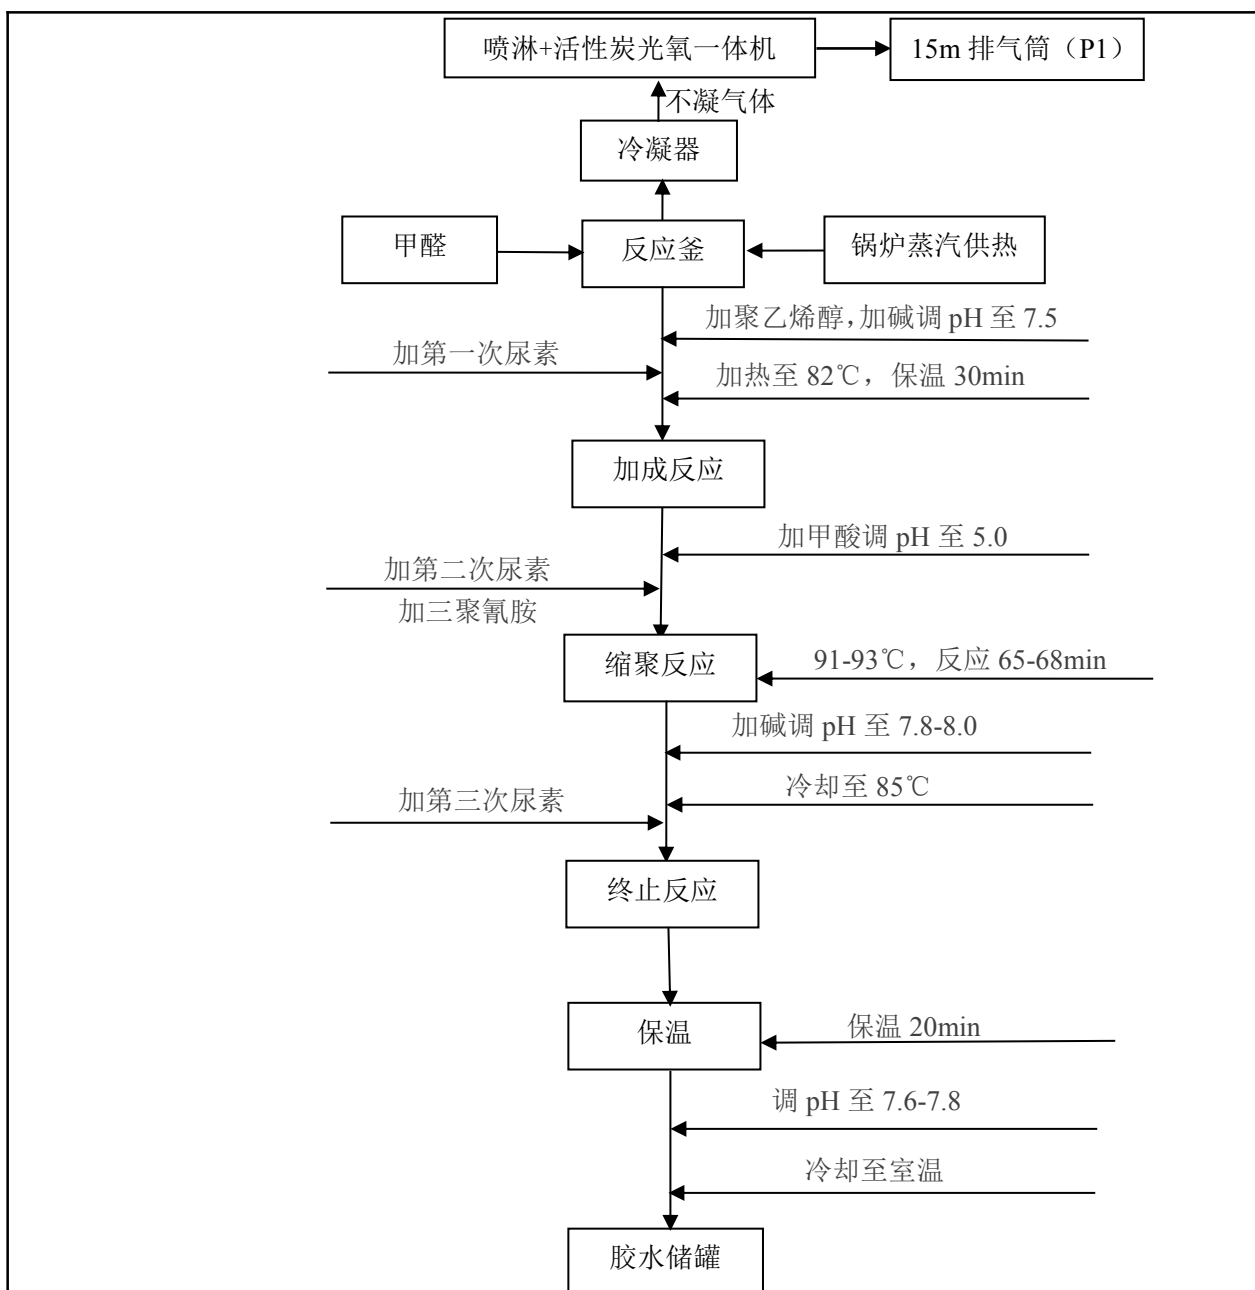 喷淋+活性炭光氧一体机
15m 排气筒（P1）
不凝气体
冷凝器
甲醛
反应釜
锅炉蒸汽供热
加聚乙烯醇，加碱调 pH 至 7.5
加第一次尿素
加热至 82℃，保温 30min
加成反应
加甲酸调 pH 至 5.0
加第二次尿素
加三聚氰胺
缩聚反应
91-93℃，反应 65-68min
加碱调 pH 至 7.8-8.0
冷却至 85℃
加第三次尿素
终止反应
保温
保温 20min
调 pH 至 7.6-7.8
冷却至室温
胶水储罐